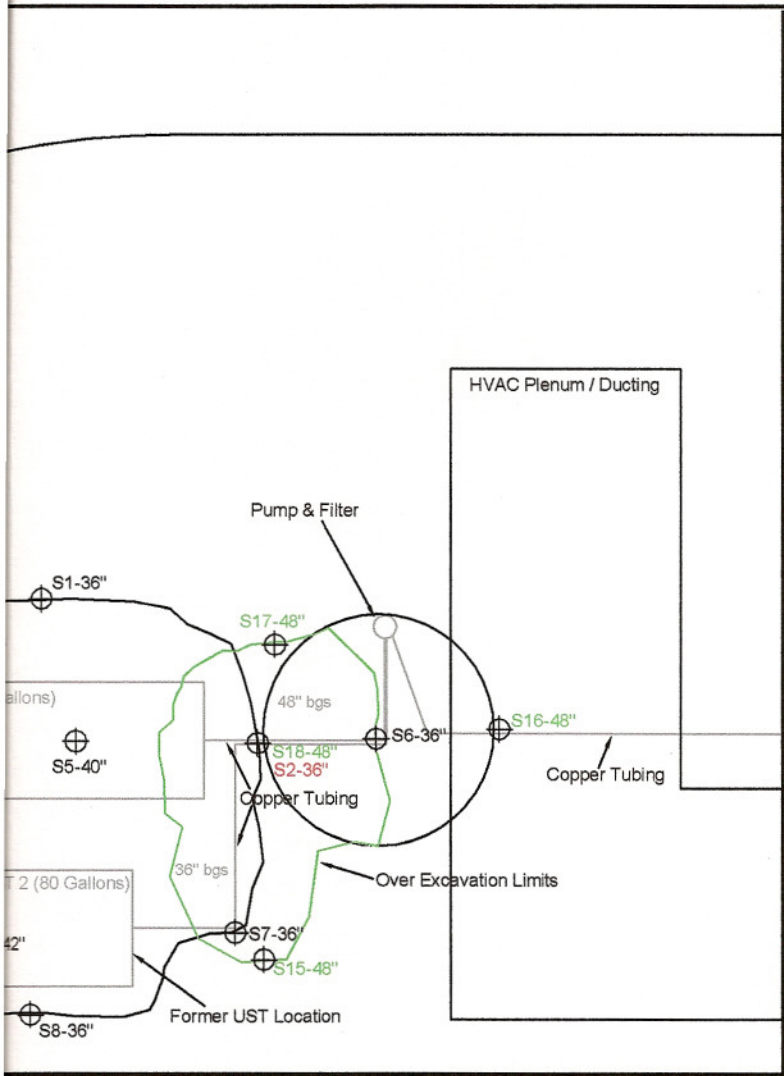 HVAC Plenum / Ducting
Pump & Filter
S1-36"
S17-48"
allons)
48" bgs
S16-48"
S6-36"
S18-48"
S5-40"
S2-36"
Copper Tubing
Copper Tubing
36" bgs
T 2 (80 Gallons)
Over Excavation Limits
S7-36"
42"
S15-48"
Former UST Location
S8-36"